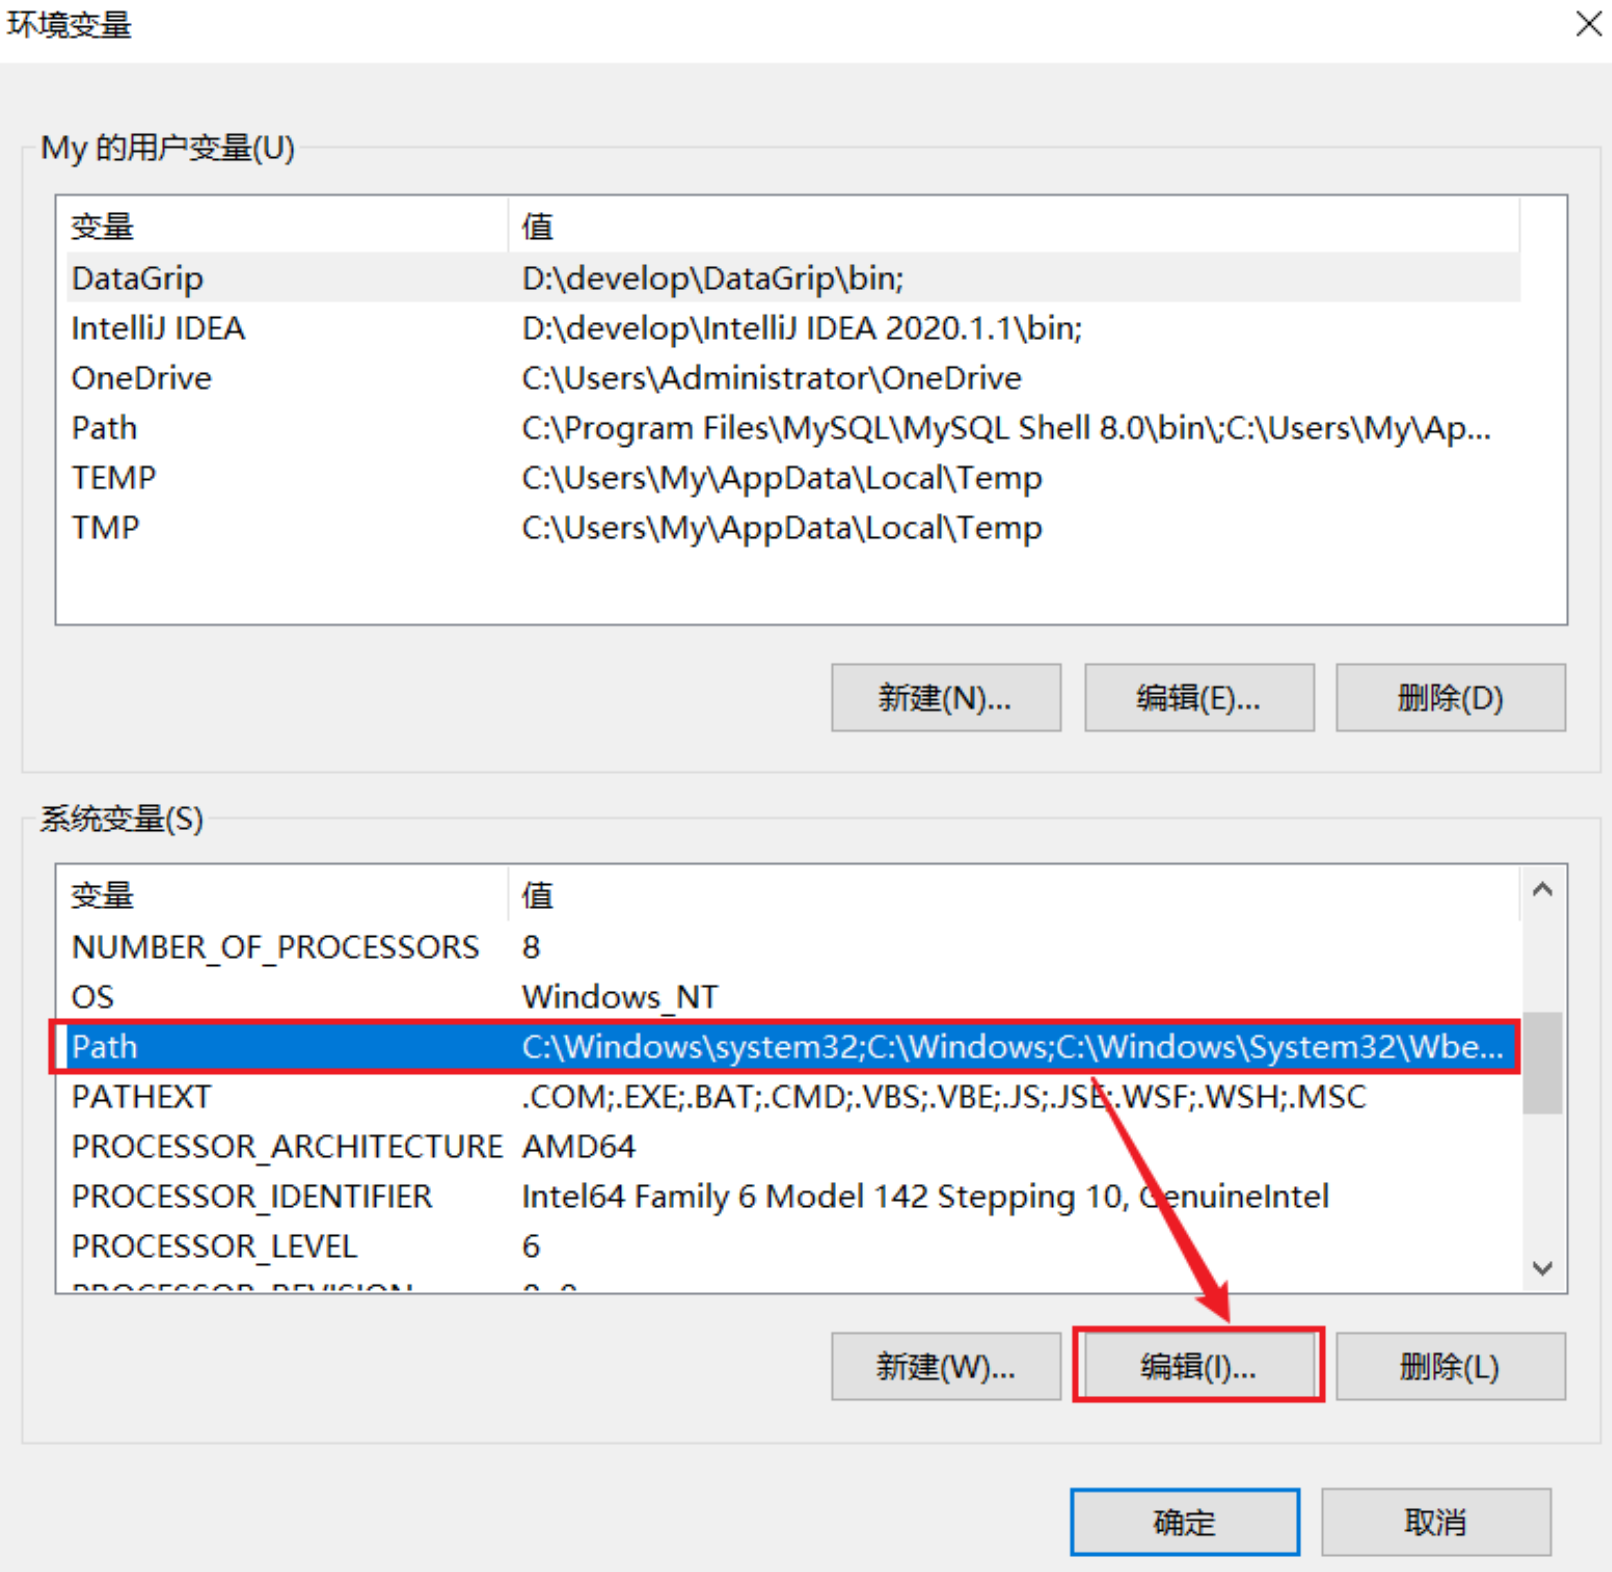 环境变量
My 的用户变量(U)
变量 值
DataGrip D:\develop\DataGrip\bin;
IntelliJ IDEA D:\develop\IntelliJ IDEA 2020.1.1\bin;
OneDrive C:\Users\Administrator\OneDrive
Path C:\Program Files\MySQL\MySQL Shell 8.0\bin\;C:\Users\My\Ap...
TEMP C:\Users\My\AppData\Local\Temp
TMP C:\Users\My\AppData\Local\Temp
新建(N)... 编辑(E)... 删除(D)
系统变量(S)
变量 值
NUMBER_OF_PROCESSORS 8
OS Windows_NT
Path C:\Windows\system32;C:\Windows;C:\Windows\System32\Wbe...
PATHEXT .COM;.EXE;.BAT;.CMD;.VBS;.VBE;.JS;.JSE;.WSF;.WSH;.MSC
PROCESSOR_ARCHITECTURE AMD64
PROCESSOR_IDENTIFIER Intel64 Family 6 Model 142 Stepping 10, GenuineIntel
PROCESSOR_LEVEL 6
PROCESSOR_REVISION
新建(W)... 编辑(I)... 删除(L)
确定 取消